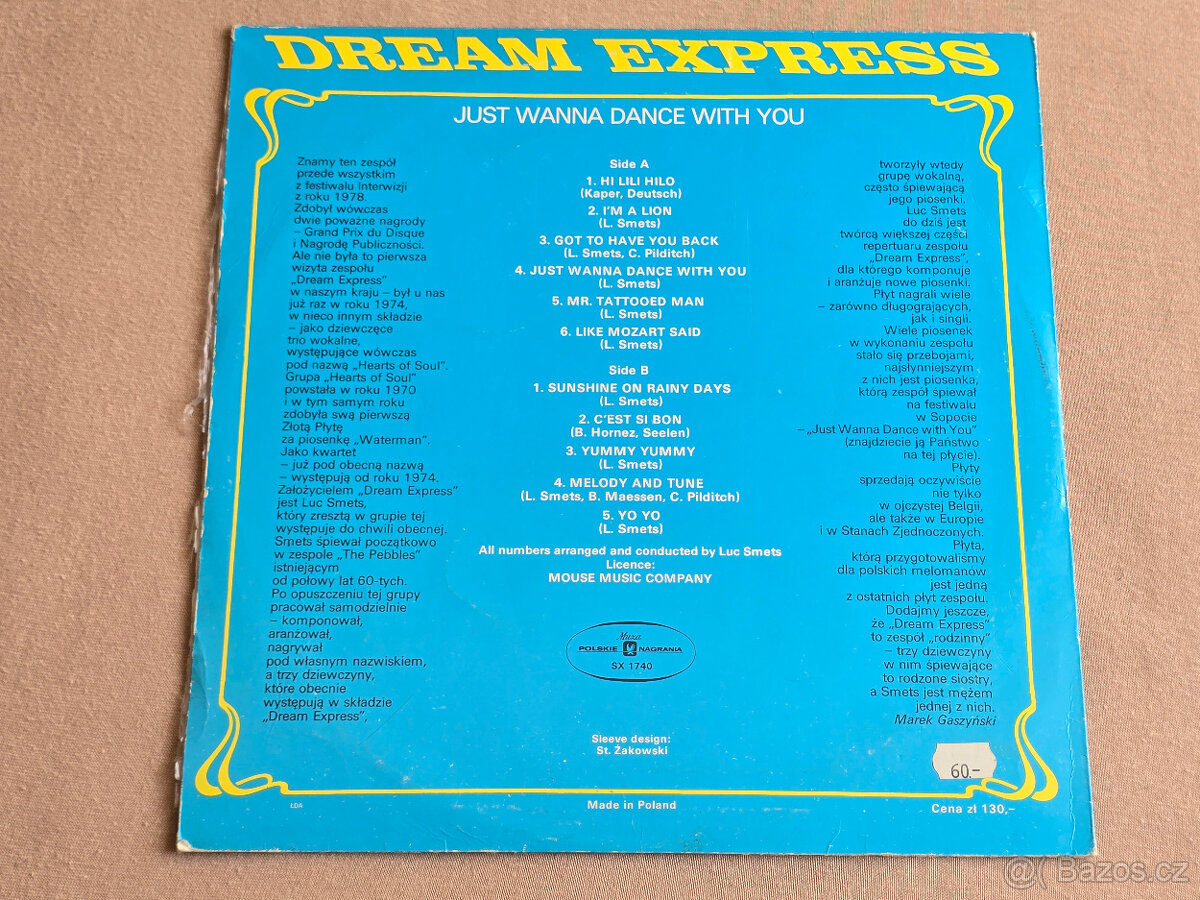 DREAM EXPRESS
JUST WANNA DANCE WITH YOU
Znamy ten zespół
przede wszystkim
z festiwalu Interwizji
z roku 1978.
Zdobył wówczas
dwie poważne nagrody
– Grand Prix du Disque
i Nagrodę Publiczności.
Ale nie była to pierwsza
wizyta zespołu
„Dream Express”
w naszym kraju – był u nas
już raz w roku 1974,
w nieco innym składzie
– jako dziewczęce
trio wokalne,
występujące wówczas
pod nazwą „Hearts of Soul”.
Grupa „Hearts of Soul”
powstała w roku 1970
i w tym samym roku
zdobyła swą pierwszą
Złotą Płytę
za piosenkę „Waterman”.
Jako kwartet
– już pod obecną nazwą
– występują od roku 1974.
Założycielem „Dream Express”
jest Luc Smets,
który zresztą w grupie tej
występuje do chwili obecnej.
Smets śpiewał początkowo
w zespole „The Pebbles”
istniejącym
od połowy lat 60-tych.
Po opuszczeniu tej grupy
pracował samodzielnie
– komponował,
aranżował,
nagrywał
pod własnym nazwiskiem,
a trzy dziewczyny,
które obecnie
występują w składzie
„Dream Express”,
Side A
1. HI LILI HILO
(Kaper, Deutsch)
2. I'M A LION
(L. Smets)
3. GOT TO HAVE YOU BACK
(L. Smets, C. Pilditch)
4. JUST WANNA DANCE WITH YOU
(L. Smets)
5. MR. TATTOOED MAN
(L. Smets)
6. LIKE MOZART SAID
(L. Smets)
Side B
1. SUNSHINE ON RAINY DAYS
(L. Smets)
2. C'EST SI BON
(B. Hornez, Seelen)
3. YUMMY YUMMY
(L. Smets)
4. MELODY AND TUNE
(L. Smets, B. Maessen, C. Pilditch)
5. YO YO
(L. Smets)
All numbers arranged and conducted by Luc Smets
Licence:
MOUSE MUSIC COMPANY
Muza
POLSKIE NAGRANIA
SX 1740
Sleeve design:
St. Żakowski
tworzyły wtedy
grupę wokalną,
często śpiewającą
jego piosenki.
Luc Smets
do dziś jest
twórcą większej części
repertuaru zespołu
„Dream Express”,
dla którego komponuje
i aranżuje nowe piosenki.
Płyt nagrali wiele
– zarówno długogrających,
jak i singli.
Wiele piosenek
w wykonaniu zespołu
stało się przebojami,
najsłynniejszym
z nich jest piosenka,
którą zespół śpiewał
na festiwalu
w Sopocie
–„Just Wanna Dance with You”
(znajdziecie ją Państwo
na tej płycie).
Płyty
sprzedają oczywiście
nie tylko
w ojczystej Belgii,
ale także w Europie
i w Stanach Zjednoczonych.
Płyta,
którą przygotowaliśmy
dla polskich melomanów
jest jedną
z ostatnich płyt zespołu.
Dodajmy jeszcze,
że „Dream Express”
to zespół „rodzinny”
– trzy dziewczyny
w nim śpiewające
to rodzone siostry,
a Smets jest mężem
jednej z nich.
Marek Gaszyński
60.-
ŁDA
Made in Poland
Cena zł 130,–
@( Bazos.cz